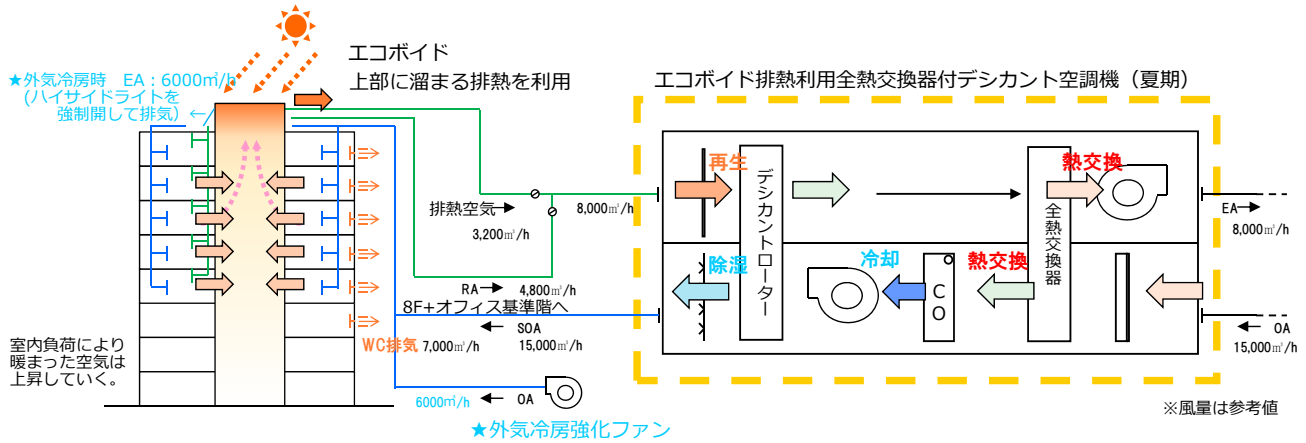 エコボイド
上部に溜まる排熱を利用
★外気冷房時　EA：6000㎥/h
(ハイサイドライトを
強制開して排気）←
エコボイド排熱利用全熱交換器付デシカント空調機（夏期）
再生
デシカントローター
熱交換
全熱交換器
排熱空気
3,200㎥/h
8,000㎥/h
EA
8,000㎥/h
除湿
冷却
熱交換
CO
RA
4,800㎥/h
8F+オフィス基準階へ
SOA
15,000㎥/h
WC排気
7,000㎥/h
OA
15,000㎥/h
室内負荷により
暖まった空気は
上昇していく。
6000㎥/h
OA
★外気冷房強化ファン
※風量は参考値